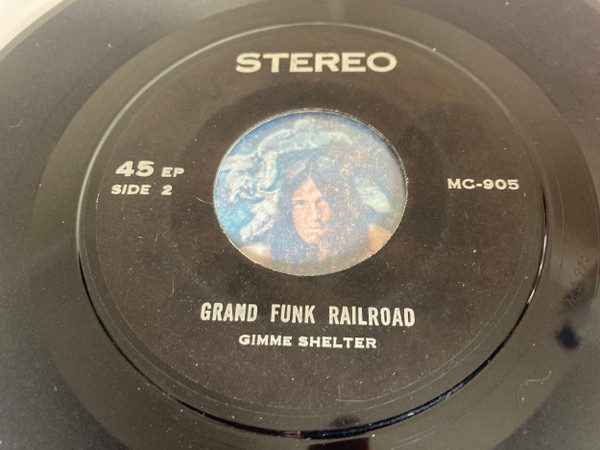 STEREO
45 EP
SIDE 2
MC-905
GRAND FUNK RAILROAD
GIMME SHELTER